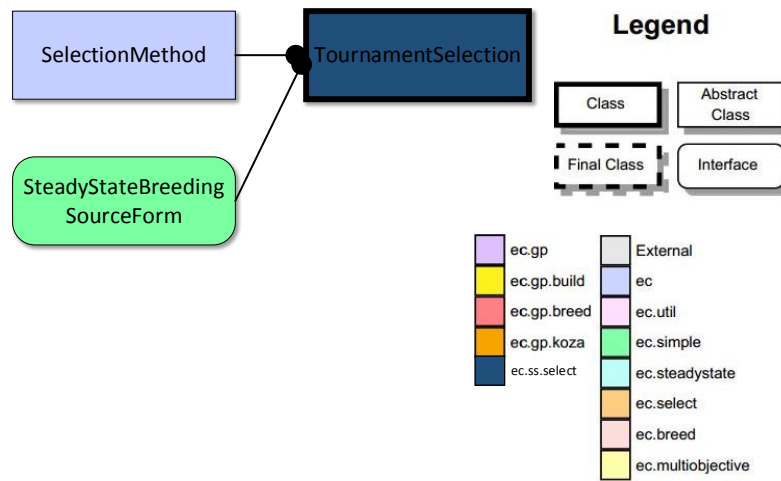 SelectionMethod
TournamentSelection
SteadyStateBreeding
SourceForm
Legend
Class
Abstract
Class
Final Class
Interface
ec.gp
ec.gp.build
ec.gp.breed
ec.gp.koza
ec.ss.select
External
ec
ec.util
ec.simple
ec.steadystate
ec.select
ec.breed
ec.multiobjective